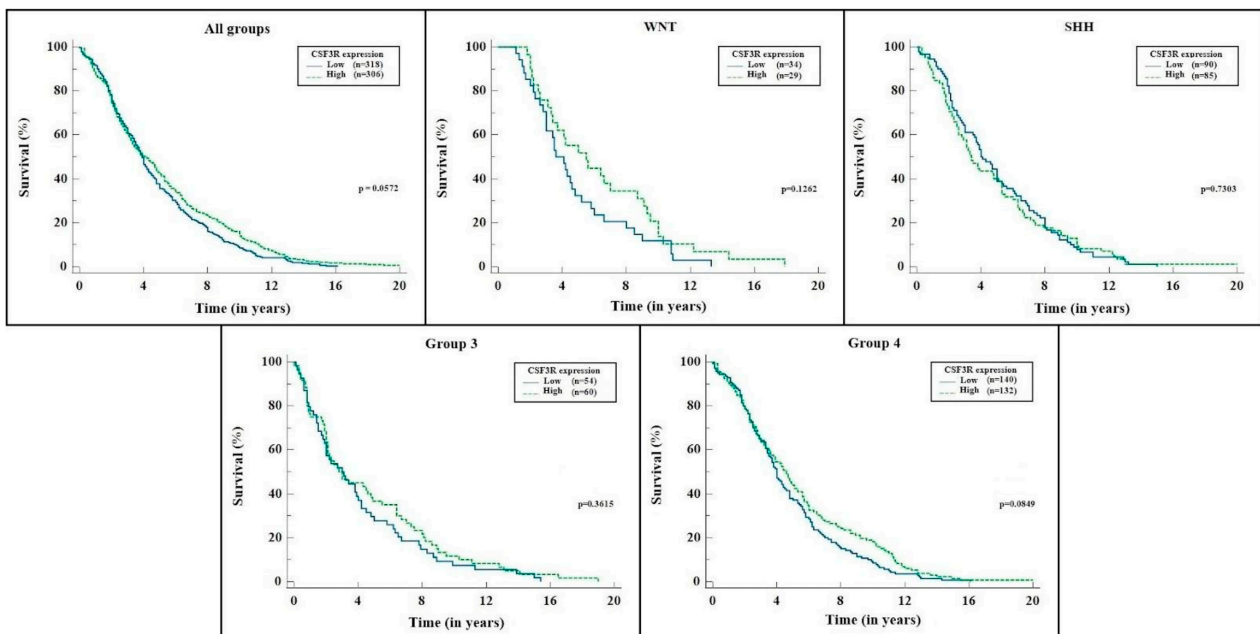 All groups
CSF3R expression
Low (n=318)
High (n=306)
p = 0.0572
Survival (%)
100
80
60
40
20
0
0 4 8 12 16 20
Time (in years)
WNT
CSF3R expression
Low (n=34)
High (n=29)
p=0.1262
Survival (%)
100
80
60
40
20
0
0 4 8 12 16 20
Time (in years)
SHH
CSF3R expression
Low (n=90)
High (n=85)
p=0.7303
Survival (%)
100
80
60
40
20
0
0 4 8 12 16 20
Time (in years)
Group 3
CSF3R expression
Low (n=54)
High (n=60)
p=0.3615
Survival (%)
100
80
60
40
20
0
0 4 8 12 16 20
Time (in years)
Group 4
CSF3R expression
Low (n=140)
High (n=132)
p=0.0849
Survival (%)
100
80
60
40
20
0
0 4 8 12 16 20
Time (in years)